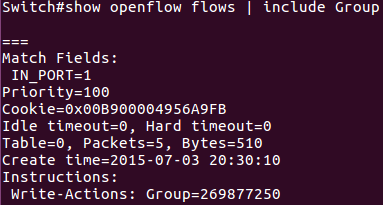 Switch#show openflow flows | include Group
===
Match Fields:
IN_PORT=1
Priority=100
Cookie=0x00B900004956A9FB
Idle timeout=0, Hard timeout=0
Table=0, Packets=5, Bytes=510
Create time=2015-07-03 20:30:10
Instructions:
Write-Actions: Group=269877250